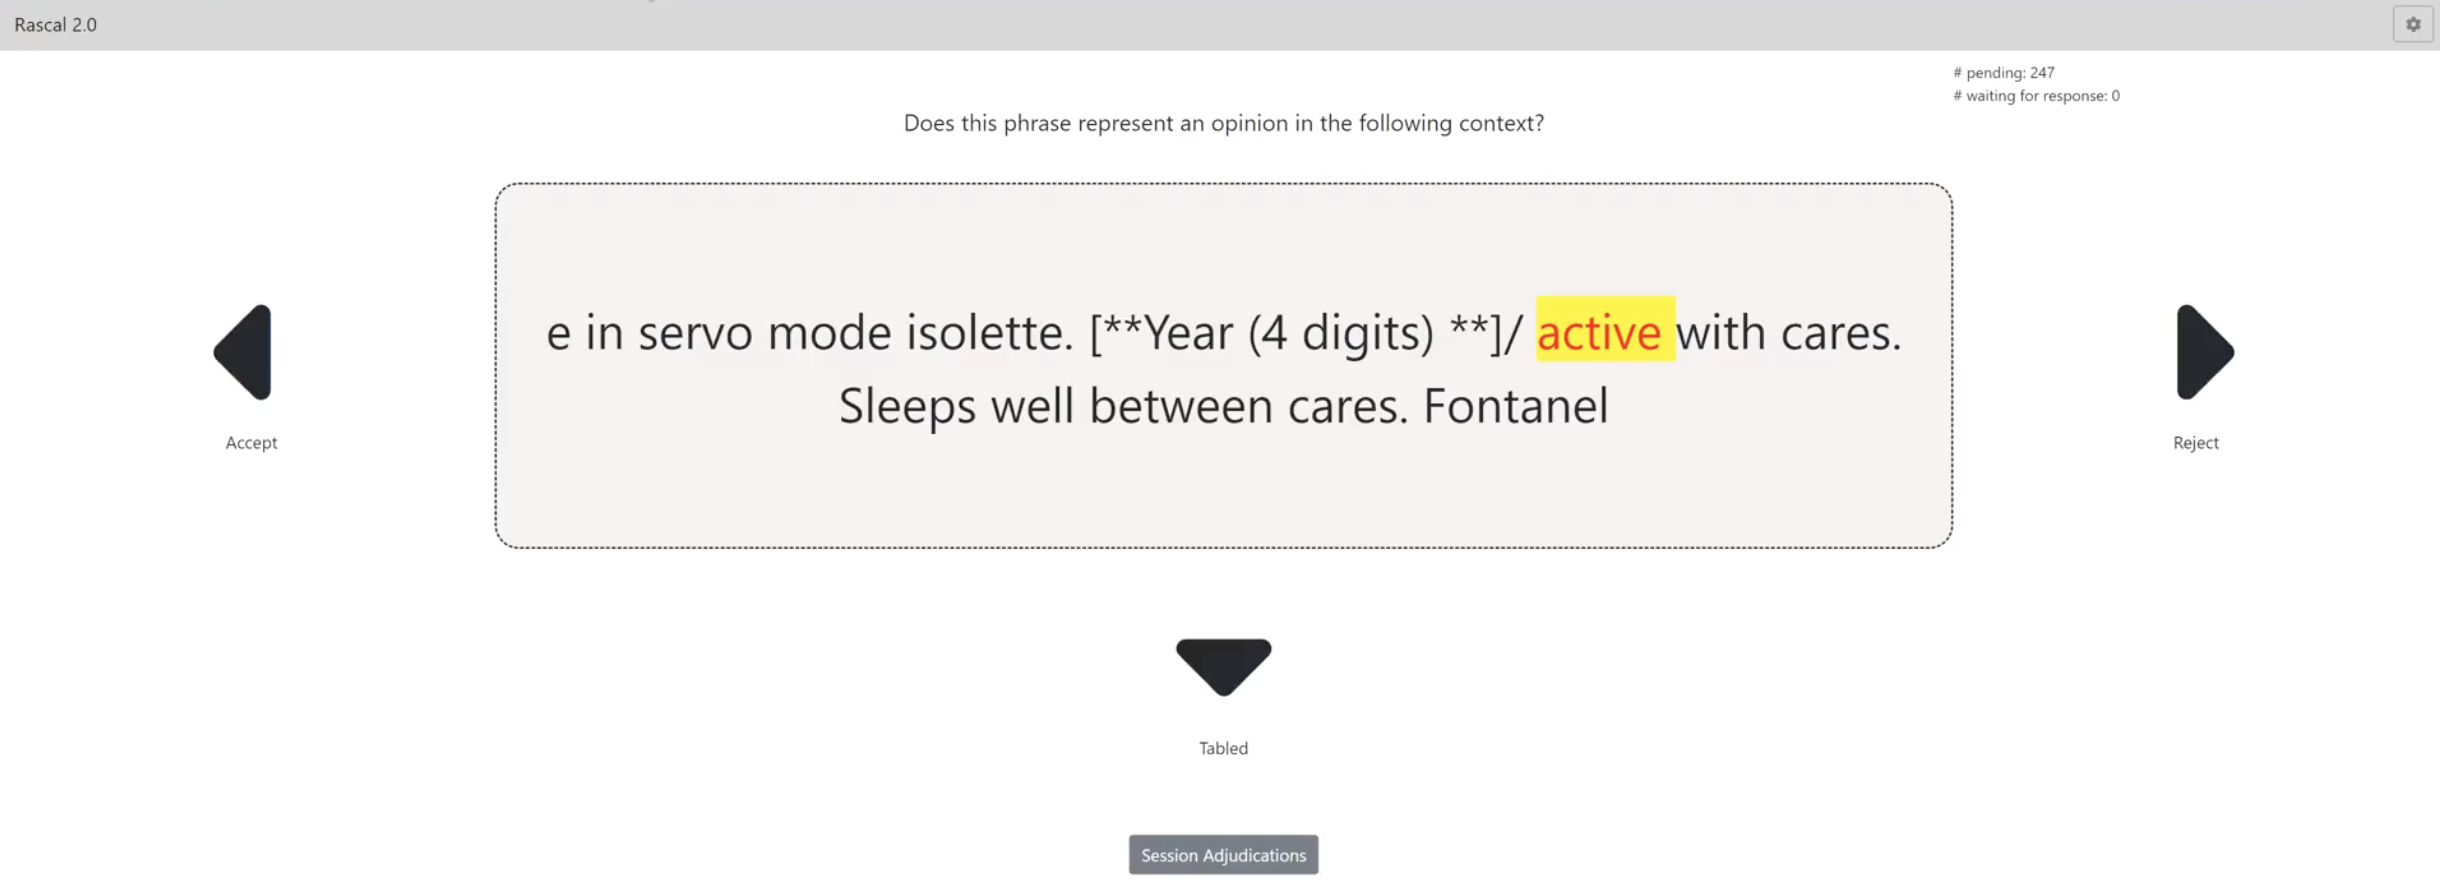 Rascal 2.0
# pending: 247
# waiting for response: 0
Does this phrase represent an opinion in the following context?
e in servo mode isolette. [**Year (4 digits) **]/ active with cares.
Sleeps well between cares. Fontanel
Accept
Reject
Tabled
Session Adjudications